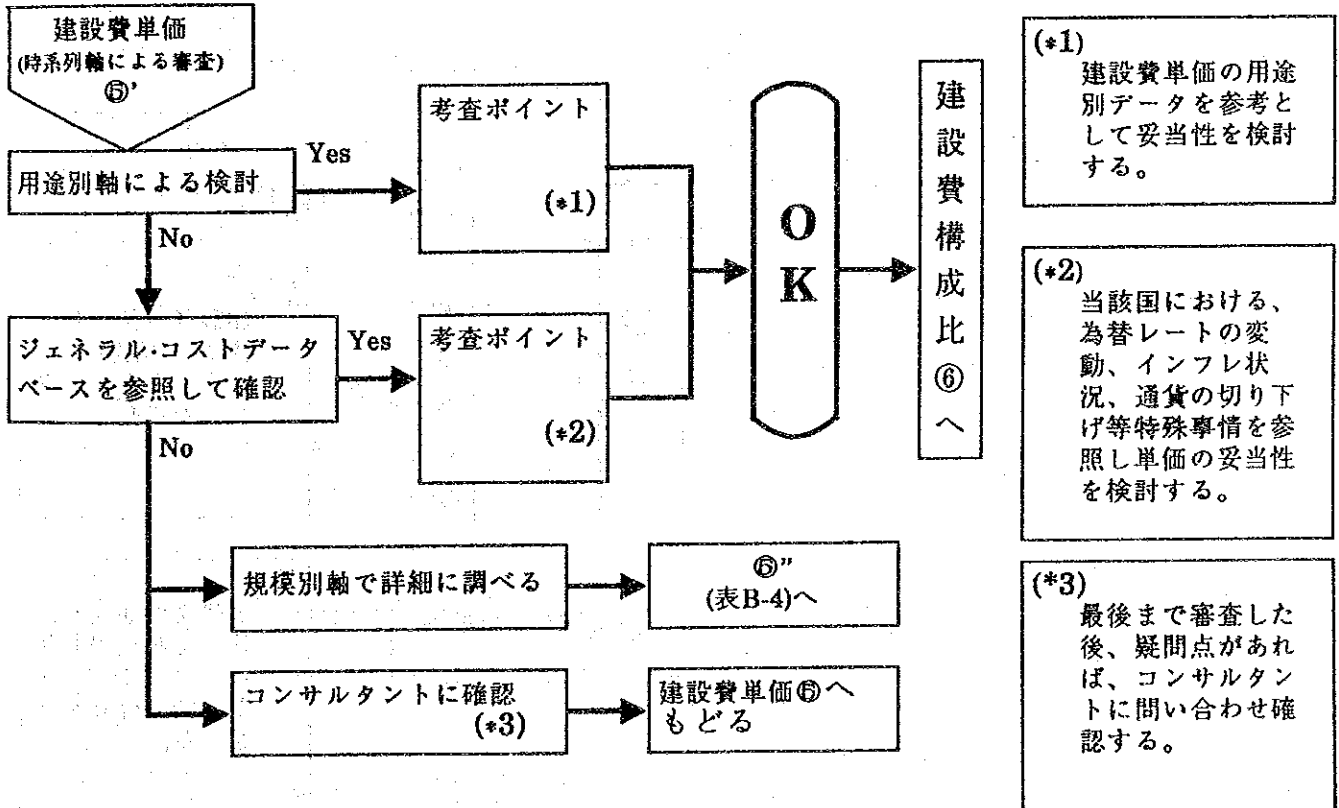 建設費単価
(時系列軸による審査)
⑤'
用途別軸による検討
Yes
No
考査ポイント
(*1)
ジェネラル・コストデータ
ベースを参照して確認
Yes
No
考査ポイント
(*2)
OK
建設費構成比⑥へ
規模別軸で詳細に調べる
⑤"
(表B-4)へ
コンサルタントに確認
(*3)
建設費単価⑤へ
もどる
(*1)
建設費単価の用途
別データを参考と
して妥当性を検討
する。
(*2)
当該国における、
為替レートの変
動、インフレ状
況、通貨の切り下
げ等特殊事情を参
照し単価の妥当性
を検討する。
(*3)
最後まで審査した
後、疑問点があれ
ば、コンサルタン
トに問い合わせ確
認する。